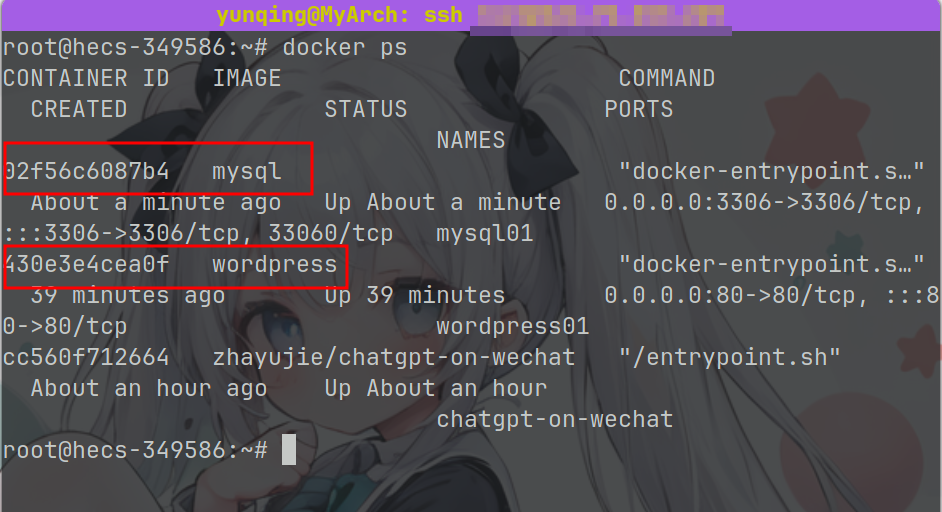 yunqing@MyArch: ssh
root@hecs-349586:~# docker ps
CONTAINER ID   IMAGE                        COMMAND
  CREATED              STATUS              PORTS
                               NAMES
02f56c6087b4   mysql                        "docker-entrypoint.s…"
  About a minute ago   Up About a minute   0.0.0.0:3306->3306/tcp,
:::3306->3306/tcp, 33060/tcp   mysql01
430e3e4cea0f   wordpress                    "docker-entrypoint.s…"
  39 minutes ago       Up 39 minutes       0.0.0.0:80->80/tcp, :::8
0->80/tcp                      wordpress01
cc560f712664   zhayujie/chatgpt-on-wechat   "/entrypoint.sh"
  About an hour ago    Up About an hour
                               chatgpt-on-wechat
root@hecs-349586:~#